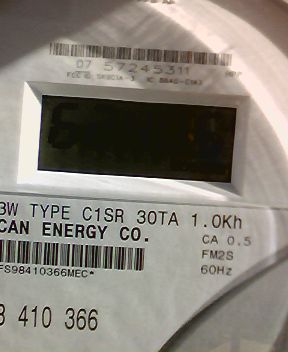 07 57245311
3W TYPE C1SR 30TA 1.0Kh
CAN ENERGY CO.
CA 0.5
FM2S
60Hz
FS98410366MEC*
3 410 366